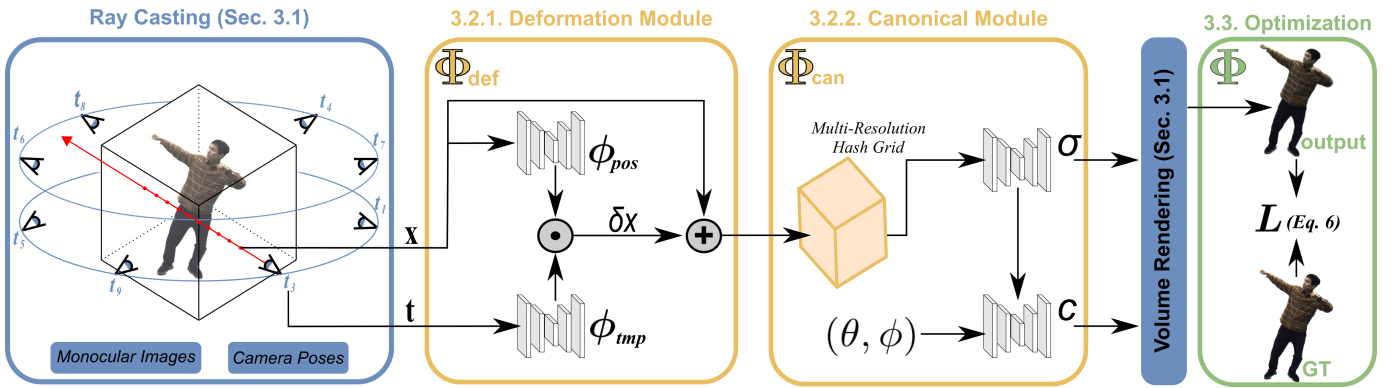 Ray Casting (Sec. 3.1)
t8
t4
t6
t7
t5
t1
t9
t3
x
t
Monocular Images
Camera Poses
3.2.1. Deformation Module
Φdef
ϕpos
δx
ϕtmp
3.2.2. Canonical Module
Φcan
Multi-Resolution
Hash Grid
σ
(θ, ϕ)
c
Volume Rendering (Sec. 3.1)
3.3. Optimization
Φ
output
L (Eq. 6)
GT